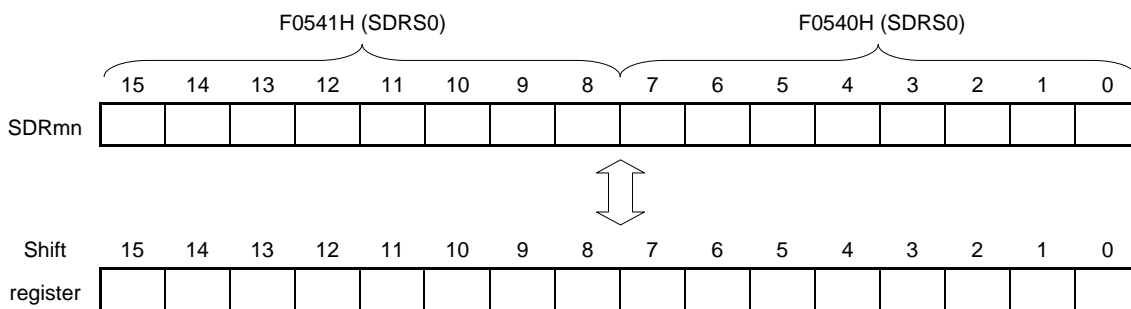 F0541H (SDRS0) F0540H (SDRS0)
15 14 13 12 11 10 9 8 7 6 5 4 3 2 1 0
SDRmn
Shift 15 14 13 12 11 10 9 8 7 6 5 4 3 2 1 0
register